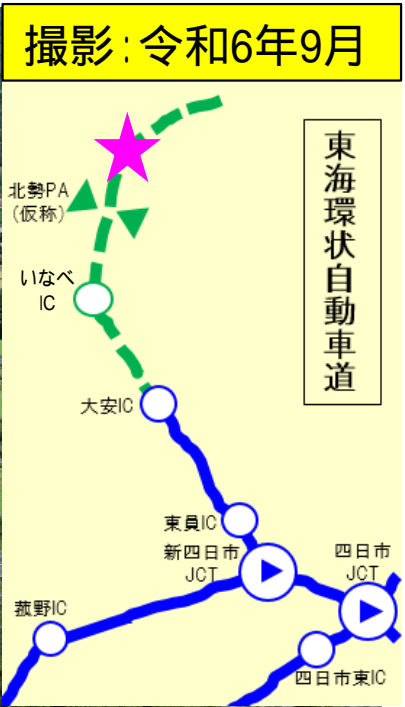 撮影:令和6年9月
東海環状自動車道
北勢PA
(仮称)
いなべ
IC
大安IC
東員IC
新四日市
JCT
四日市
JCT
菰野IC
四日市東IC